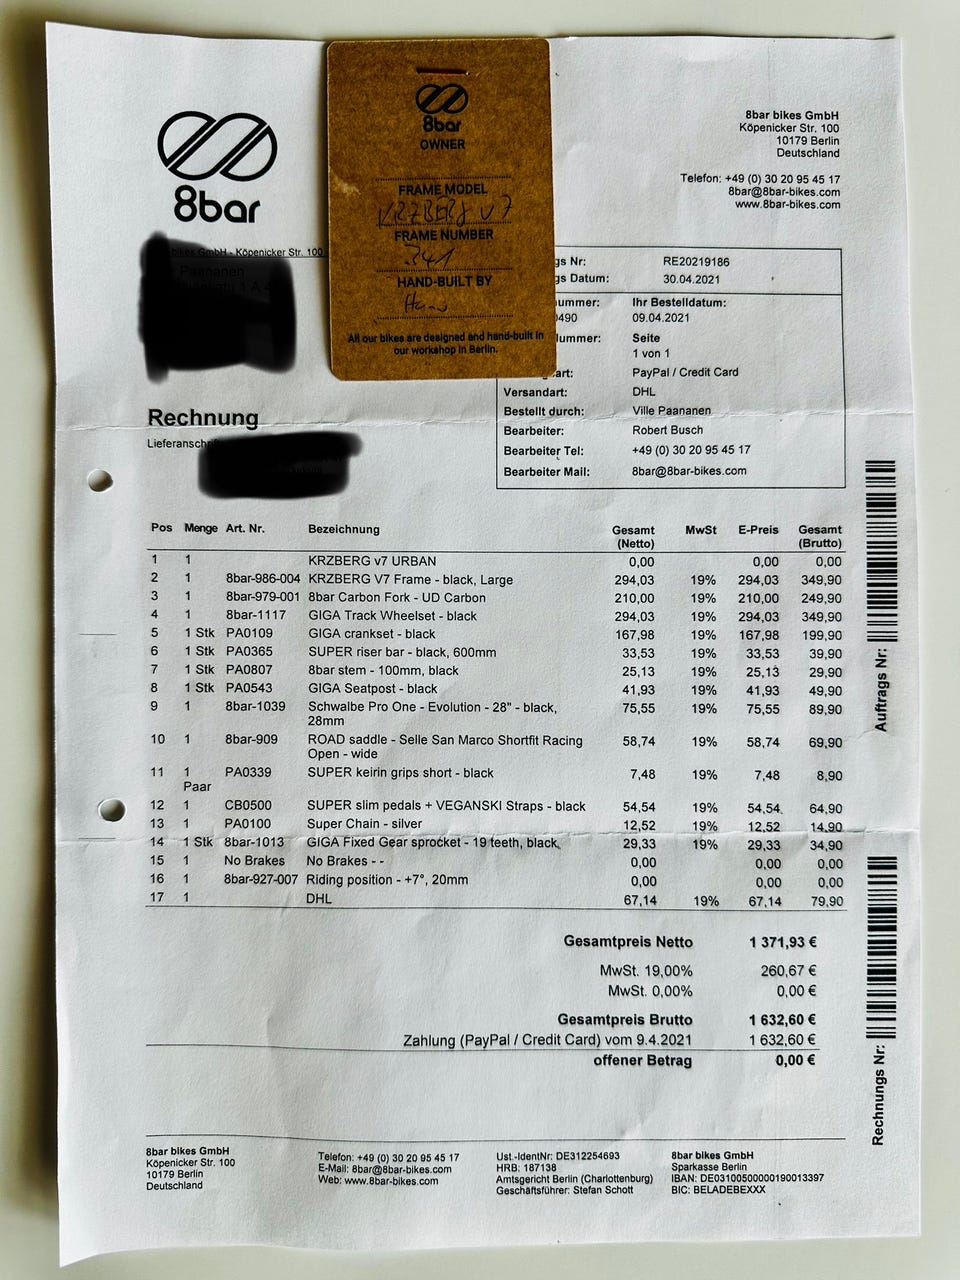 8bar
8bar
OWNER
FRAME MODEL
KRZBERG v7
FRAME NUMBER
341
HAND-BUILT BY
All our bikes are designed and hand-built in
our workshop in Berlin.
8bar bikes GmbH
Köpenicker Str. 100
10179 Berlin
Deutschland
Telefon: +49 (0) 30 20 95 45 17
8bar@8bar-bikes.com
www.8bar-bikes.com
bikes GmbH - Köpenicker Str. 100
Paananen
gs Nr: RE20219186
gs Datum: 30.04.2021
ummer: Ihr Bestelldatum:
490 09.04.2021
ummer: Seite
1 von 1
art: PayPal / Credit Card
Versandart: DHL
Bestellt durch: Ville Paananen
Bearbeiter: Robert Busch
Bearbeiter Tel: +49 (0) 30 20 95 45 17
Bearbeiter Mail: 8bar@8bar-bikes.com
Rechnung
Lieferanschrif
Pos Menge Art. Nr. Bezeichnung Gesamt (Netto) MwSt E-Preis Gesamt (Brutto)
1 1 KRZBERG v7 URBAN 0,00 0,00 0,00
2 1 8bar-986-004 KRZBERG V7 Frame - black, Large 294,03 19% 294,03 349,90
3 1 8bar-979-001 8bar Carbon Fork - UD Carbon 210,00 19% 210,00 249,90
4 1 8bar-1117 GIGA Track Wheelset - black 294,03 19% 294,03 349,90
5 1 Stk PA0109 GIGA crankset - black 167,98 19% 167,98 199,90
6 1 Stk PA0365 SUPER riser bar - black, 600mm 33,53 19% 33,53 39,90
7 1 Stk PA0807 8bar stem - 100mm, black 25,13 19% 25,13 29,90
8 1 Stk PA0543 GIGA Seatpost - black 41,93 19% 41,93 49,90
9 1 8bar-1039 Schwalbe Pro One - Evolution - 28" - black, 75,55 19% 75,55 89,90
28mm
10 1 8bar-909 ROAD saddle - Selle San Marco Shortfit Racing 58,74 19% 58,74 69,90
Open - wide
11 1 PA0339 SUPER keirin grips short - black 7,48 19% 7,48 8,90
Paar
12 1 CB0500 SUPER slim pedals + VEGANSKI Straps - black 54,54 19% 54,54 64,90
13 1 PA0100 Super Chain - silver 12,52 19% 12,52 14,90
14 1 Stk 8bar-1013 GIGA Fixed Gear sprocket - 19 teeth, black, 29,33 19% 29,33 34,90
15 1 No Brakes No Brakes - - 0,00 0,00 0,00
16 1 8bar-927-007 Riding position - +7°, 20mm 0,00 0,00 0,00
17 1 DHL 67,14 19% 67,14 79,90
Gesamtpreis Netto 1 371,93 €
MwSt. 19,00% 260,67 €
MwSt. 0,00% 0,00 €
Gesamtpreis Brutto 1 632,60 €
Zahlung (PayPal / Credit Card) vom 9.4.2021 1 632,60 €
offener Betrag 0,00 €
Auftrags Nr:
Rechnungs Nr:
8bar bikes GmbH
Köpenicker Str. 100
10179 Berlin
Deutschland
Telefon: +49 (0) 30 20 95 45 17
E-Mail: 8bar@8bar-bikes.com
Web: www.8bar-bikes.com
Ust.-IdentNr: DE312254693
HRB: 187138
Amtsgericht Berlin (Charlottenburg)
Geschäftsführer: Stefan Schott
8bar bikes GmbH
Sparkasse Berlin
IBAN: DE03100500000190013397
BIC: BELADEBEXXX